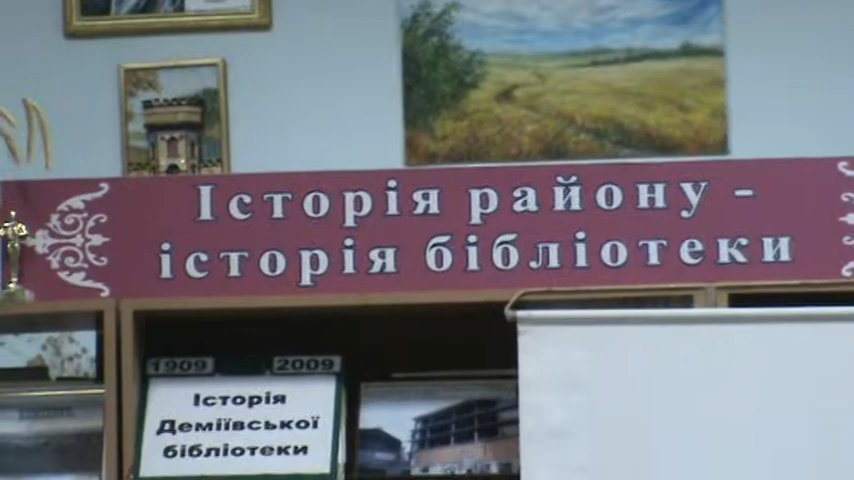 Історія району -
історія бібліотеки
1909 2009
Історія
Деміївської
бібліотеки